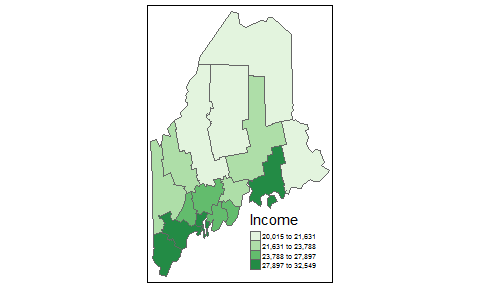 Income
20,015 to 21,631
21,631 to 23,788
23,788 to 27,897
27,897 to 32,549